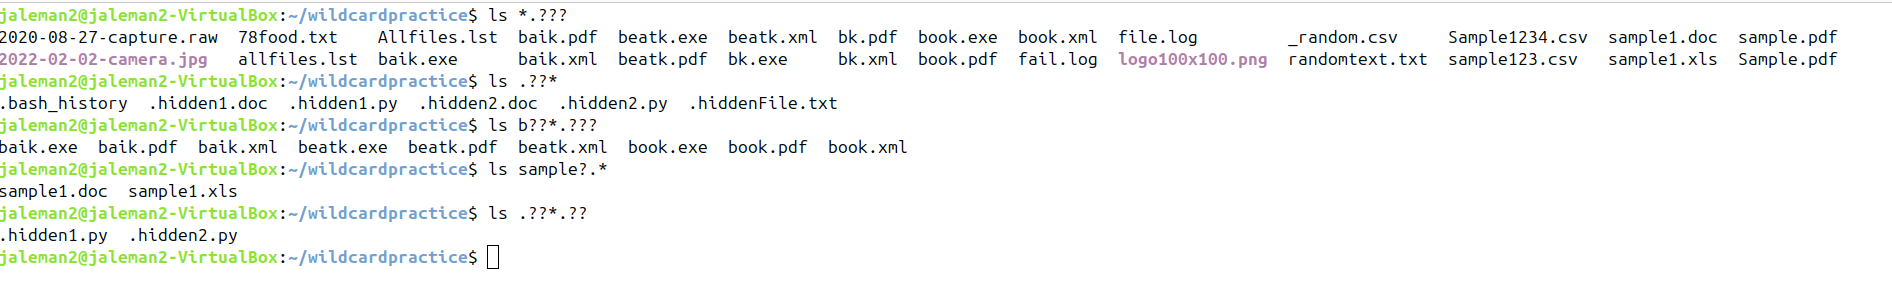 jaleman2@jaleman2-VirtualBox:~/wildcardpractice$ ls *.???
2020-08-27-capture.raw  78food.txt    Allfiles.lst  baik.pdf  beatk.exe  beatk.xml  bk.pdf  book.exe  book.xml  file.log         _random.csv     Sample1234.csv  sample1.doc  sample.pdf
2022-02-02-camera.jpg   allfiles.lst  baik.exe      baik.xml  beatk.pdf  bk.exe     bk.xml  book.pdf  fail.log  logo100x100.png  randomtext.txt  sample123.csv   sample1.xls  Sample.pdf
jaleman2@jaleman2-VirtualBox:~/wildcardpractice$ ls .??*
.bash_history  .hidden1.doc  .hidden1.py  .hidden2.doc  .hidden2.py  .hiddenFile.txt
jaleman2@jaleman2-VirtualBox:~/wildcardpractice$ ls b??*.???
baik.exe  baik.pdf  baik.xml  beatk.exe  beatk.pdf  beatk.xml  book.exe  book.pdf  book.xml
jaleman2@jaleman2-VirtualBox:~/wildcardpractice$ ls sample?.*
sample1.doc  sample1.xls
jaleman2@jaleman2-VirtualBox:~/wildcardpractice$ ls .??*.??
.hidden1.py  .hidden2.py
jaleman2@jaleman2-VirtualBox:~/wildcardpractice$